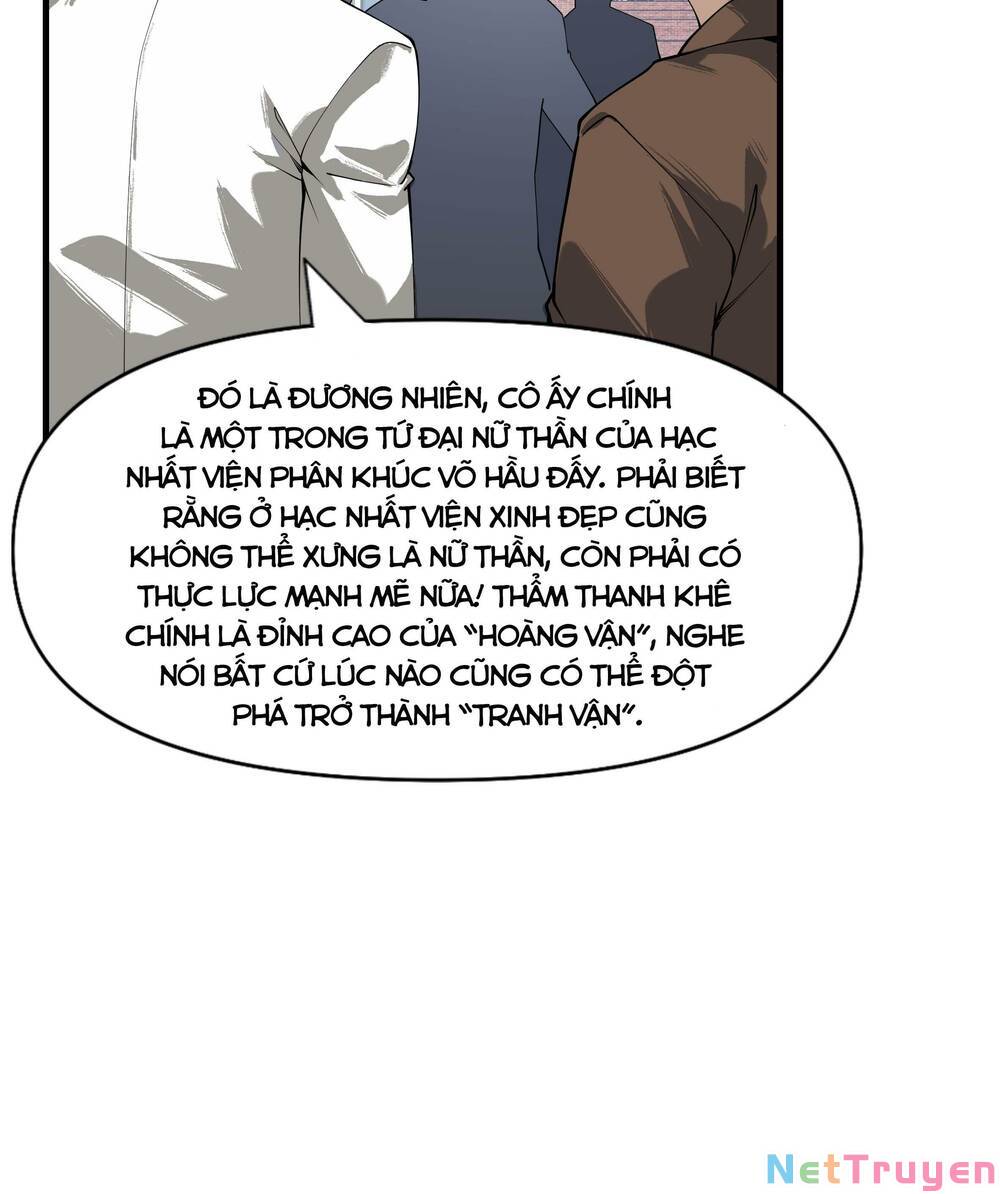 ĐÓ LÀ ĐƯƠNG NHIÊN, CÔ ẤY CHÍNH
LÀ MỘT TRONG TỨ ĐẠI NỮ THẦN CỦA HẠC
NHẤT VIỆN PHÂN KHÚC VÕ HẦU ĐẤY. PHẢI BIẾT
RẰNG Ở HẠC NHẤT VIỆN XINH ĐẸP CŨNG
KHÔNG THỂ XƯNG LÀ NỮ THẦN, CÒN PHẢI CÓ
THỰC LỰC MẠNH MẼ NỮA! THẨM THANH KHÊ
CHÍNH LÀ ĐỈNH CAO CỦA "HOÀNG VẬN", NGHE
NÓI BẤT CỨ LÚC NÀO CŨNG CÓ THỂ ĐỘT
PHÁ TRỞ THÀNH "TRANH VẬN".
NetTruyen